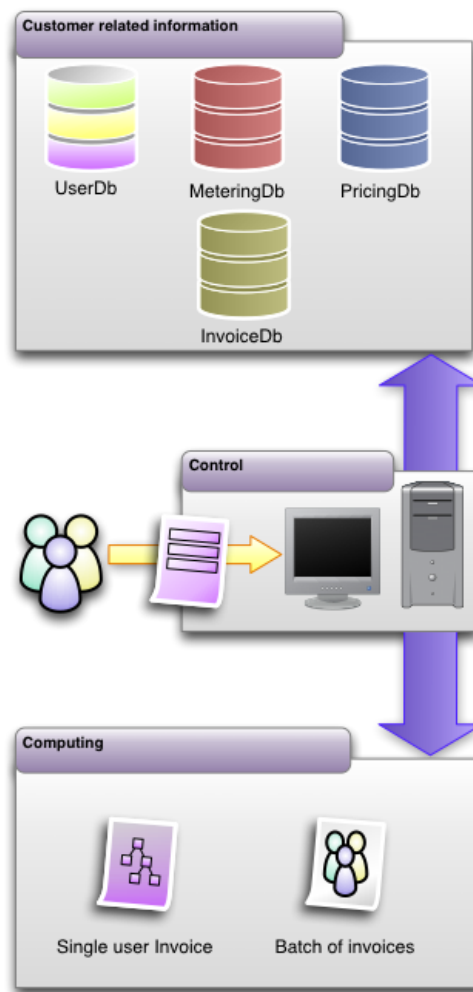 Customer related information
UserDb
MeteringDb
PricingDb
InvoiceDb
Control
Computing
Single user Invoice
Batch of invoices